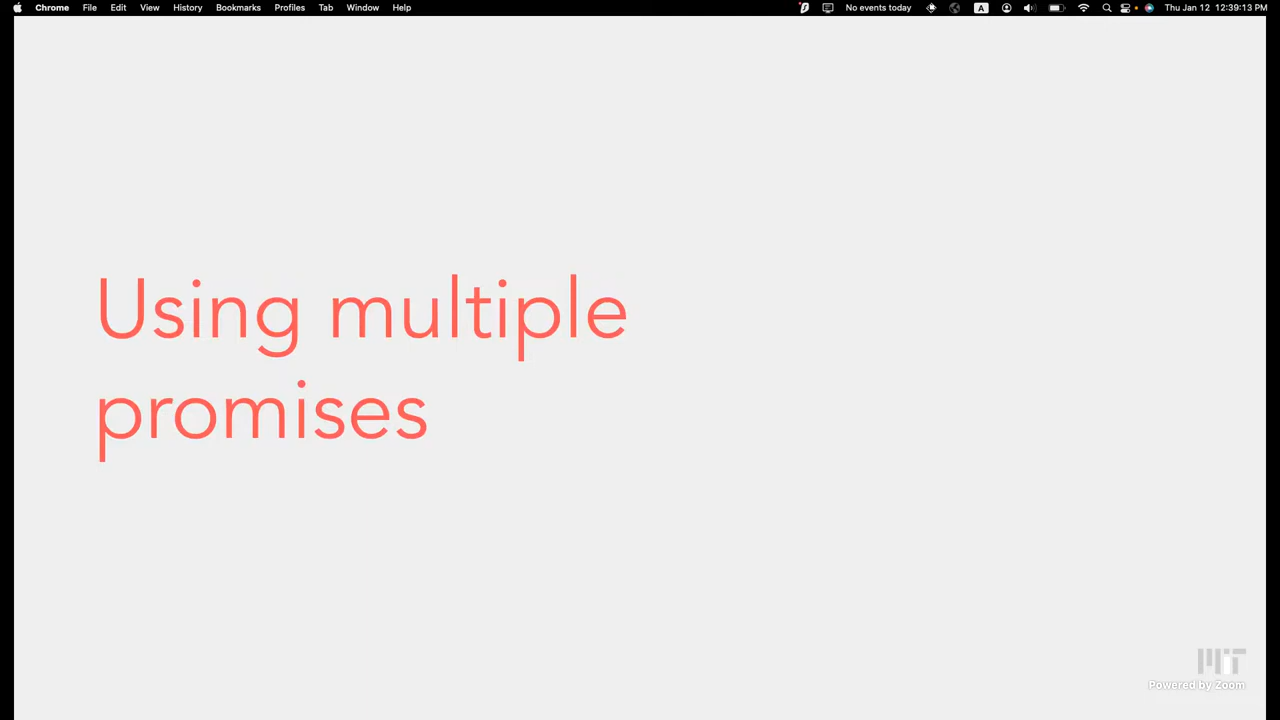 Chrome File Edit View History Bookmarks Profiles Tab Window Help No events today A Thu Jan 12 12:39:13 PM
Using multiple
promises
MIT
Powered by Zoom